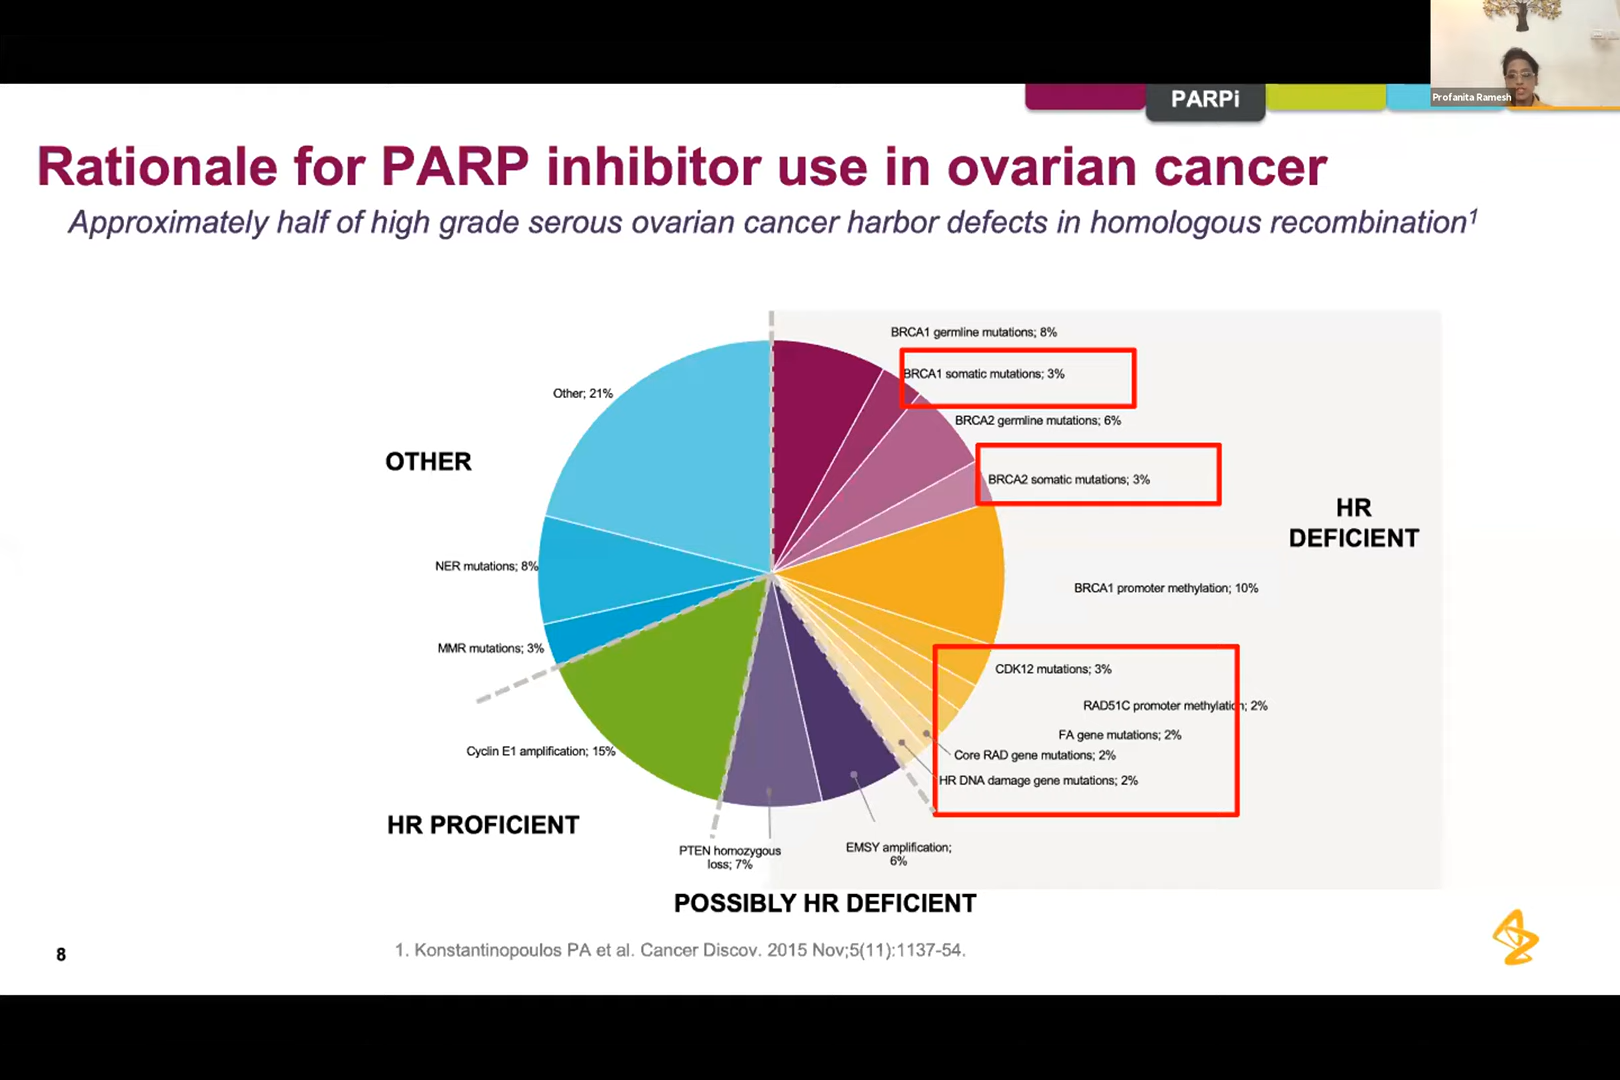 Profanita Ramesh
PARPi
Rationale for PARP inhibitor use in ovarian cancer
Approximately half of high grade serous ovarian cancer harbor defects in homologous recombination¹
BRCA1 germline mutations; 8%
BRCA1 somatic mutations; 3%
Other; 21%
BRCA2 germline mutations; 6%
OTHER
BRCA2 somatic mutations; 3%
HR
DEFICIENT
NER mutations; 8%
BRCA1 promoter methylation; 10%
MMR mutations; 3%
CDK12 mutations; 3%
RAD51C promoter methylation; 2%
FA gene mutations; 2%
Cyclin E1 amplification; 15%
Core RAD gene mutations; 2%
HR DNA damage gene mutations; 2%
HR PROFICIENT
PTEN homozygous
loss; 7%
EMSY amplification;
6%
POSSIBLY HR DEFICIENT
8
1. Konstantinopoulos PA et al. Cancer Discov. 2015 Nov;5(11):1137-54.